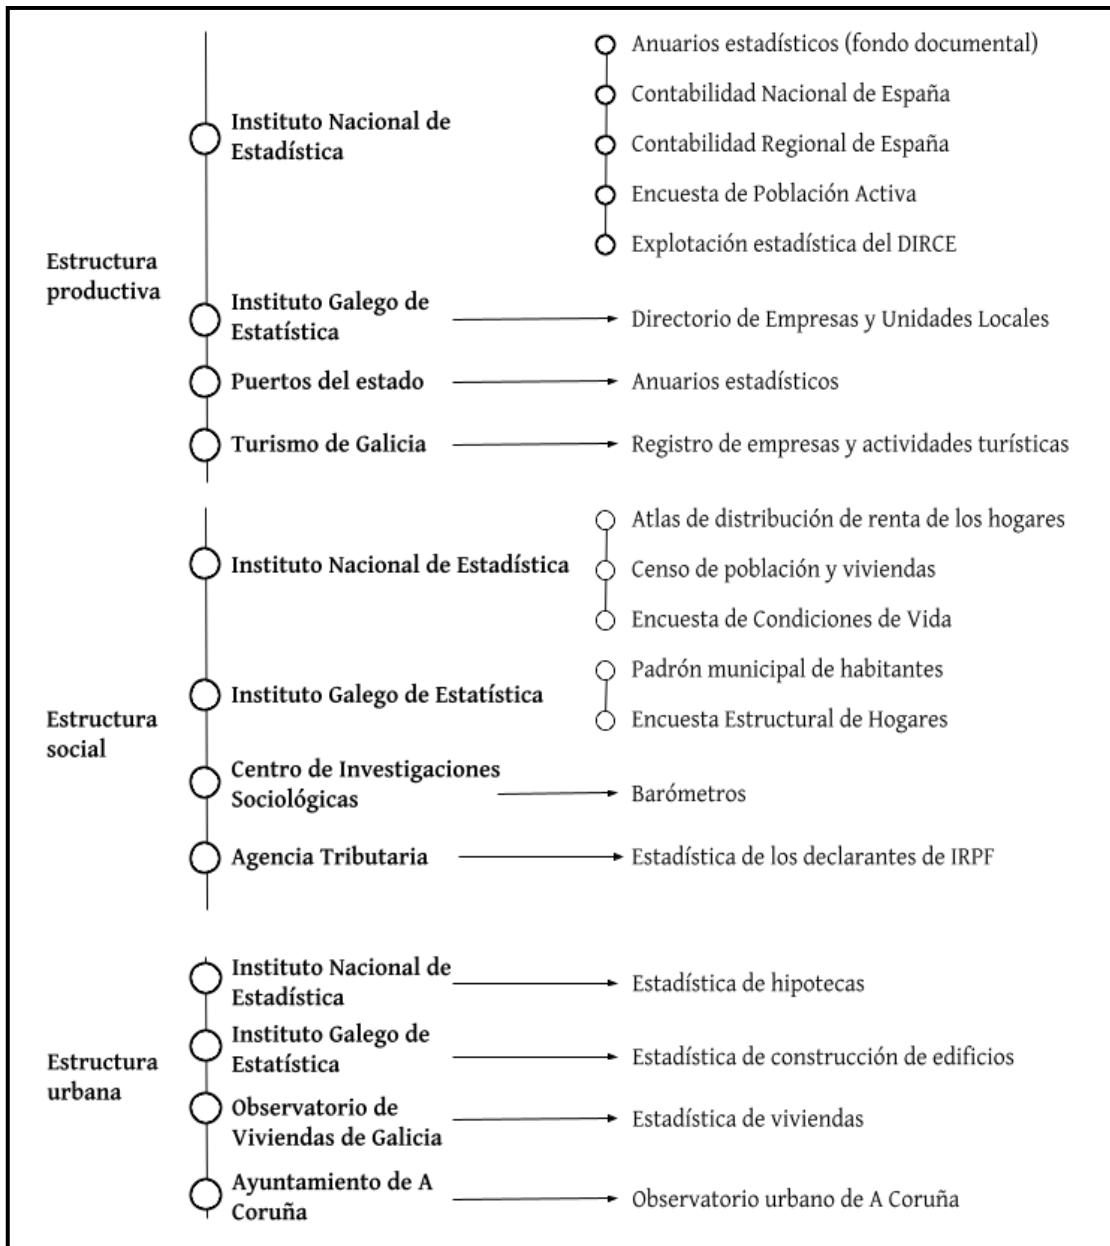 Estructura
productiva
Instituto Nacional de
Estadística
Anuarios estadísticos (fondo documental)
Contabilidad Nacional de España
Contabilidad Regional de España
Encuesta de Población Activa
Explotación estadística del DIRCE
Instituto Galego de
Estatística
Directorio de Empresas y Unidades Locales
Puertos del estado
Anuarios estadísticos
Turismo de Galicia
Registro de empresas y actividades turísticas
Estructura
social
Instituto Nacional de Estadística
Atlas de distribución de renta de los hogares
Censo de población y viviendas
Encuesta de Condiciones de Vida
Instituto Galego de Estatística
Padrón municipal de habitantes
Encuesta Estructural de Hogares
Centro de Investigaciones
Sociológicas
Barómetros
Agencia Tributaria
Estadística de los declarantes de IRPF
Estructura
urbana
Instituto Nacional de
Estadística
Estadística de hipotecas
Instituto Galego de
Estatística
Estadística de construcción de edificios
Observatorio de
Viviendas de Galicia
Estadística de viviendas
Ayuntamiento de A
Coruña
Observatorio urbano de A Coruña